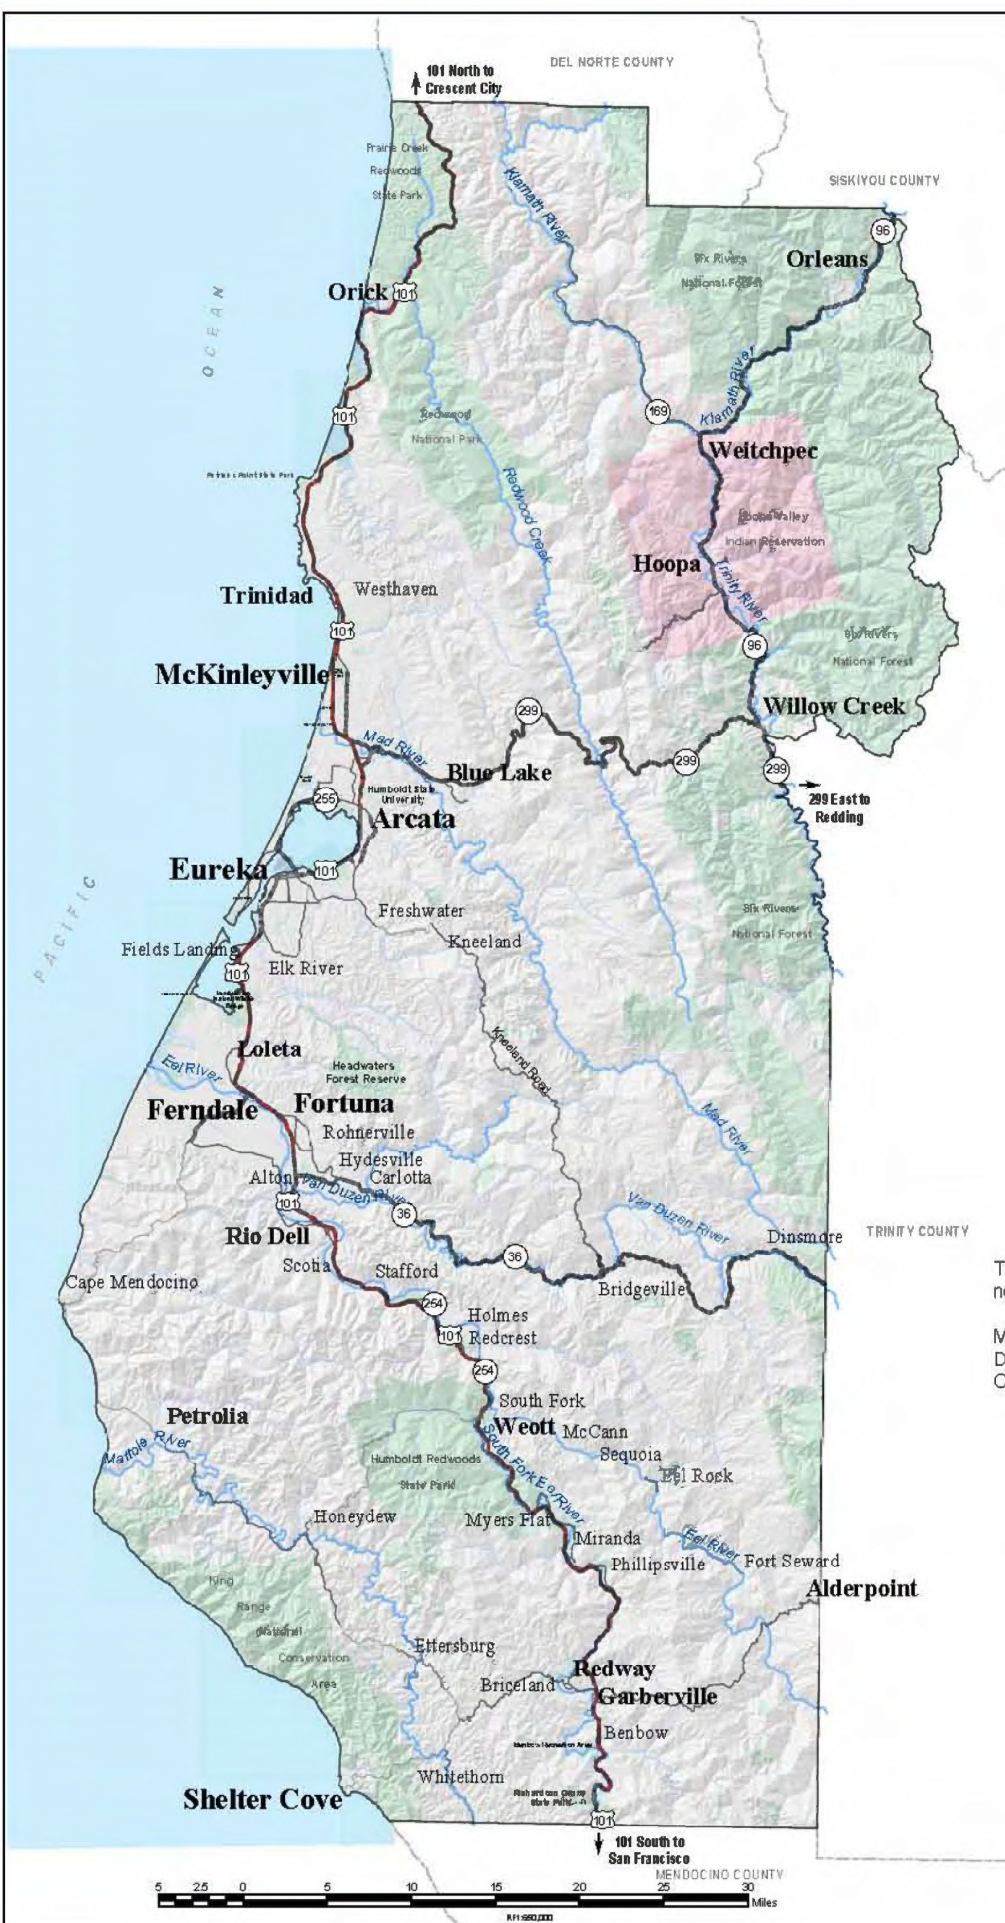 101 North to
Crescent City
DEL NORTE COUNTY
SISKIYOU COUNTY
Prairie Creek
Redwoods
State Park
Klamath River
96
Orleans
Six Rivers
National Forest
Orick
101
OCEAN
101
169
Klamath River
Redwood
National Park
Weitchpec
Redwood Creek
Hoopa Valley
Indian Reservation
Hoopa
Trinity River
Trinidad
Westhaven
101
96
Six Rivers
National Forest
McKinleyville
Willow Creek
299
Mad River
299
299
Blue Lake
299 East to
Redding
Humboldt State
University
255
Arcata
Eureka
101
PACIFIC
Freshwater
Kneeland
Six Rivers
National Forest
Fields Landing
101
Elk River
Kneeland Road
Loleta
Eel River
Headwaters
Forest Reserve
Ferndale
Fortuna
Rohnerville
Mad River
Hydesville
Alton
Van Duzen River
Carlotta
101
36
Van Duzen River
Rio Dell
Dinsmore
TRINITY COUNTY
Scotia
Stafford
36
Bridgeville
Cape Mendocino
254
Holmes
101
Redcrest
254
South Fork
Petrolia
Weott
McCann
Mattole River
Sequoia
Humboldt Redwoods
State Park
South Fork Eel River
Eel Rock
Honeydew
Myers Flat
Miranda
Eel River
Phillipsville
Fort Seward
Alderpoint
King
Range
National
Conservation
Area
Ettersburg
Redway
Briceland
Garberville
Benbow
Whitethorn
Richardson Grove
State Park
Shelter Cove
101
101 South to
San Francisco
MENDOCINO COUNTY
5 2.5 0 5 10 15 20 25 30
Miles
RF1:650,000